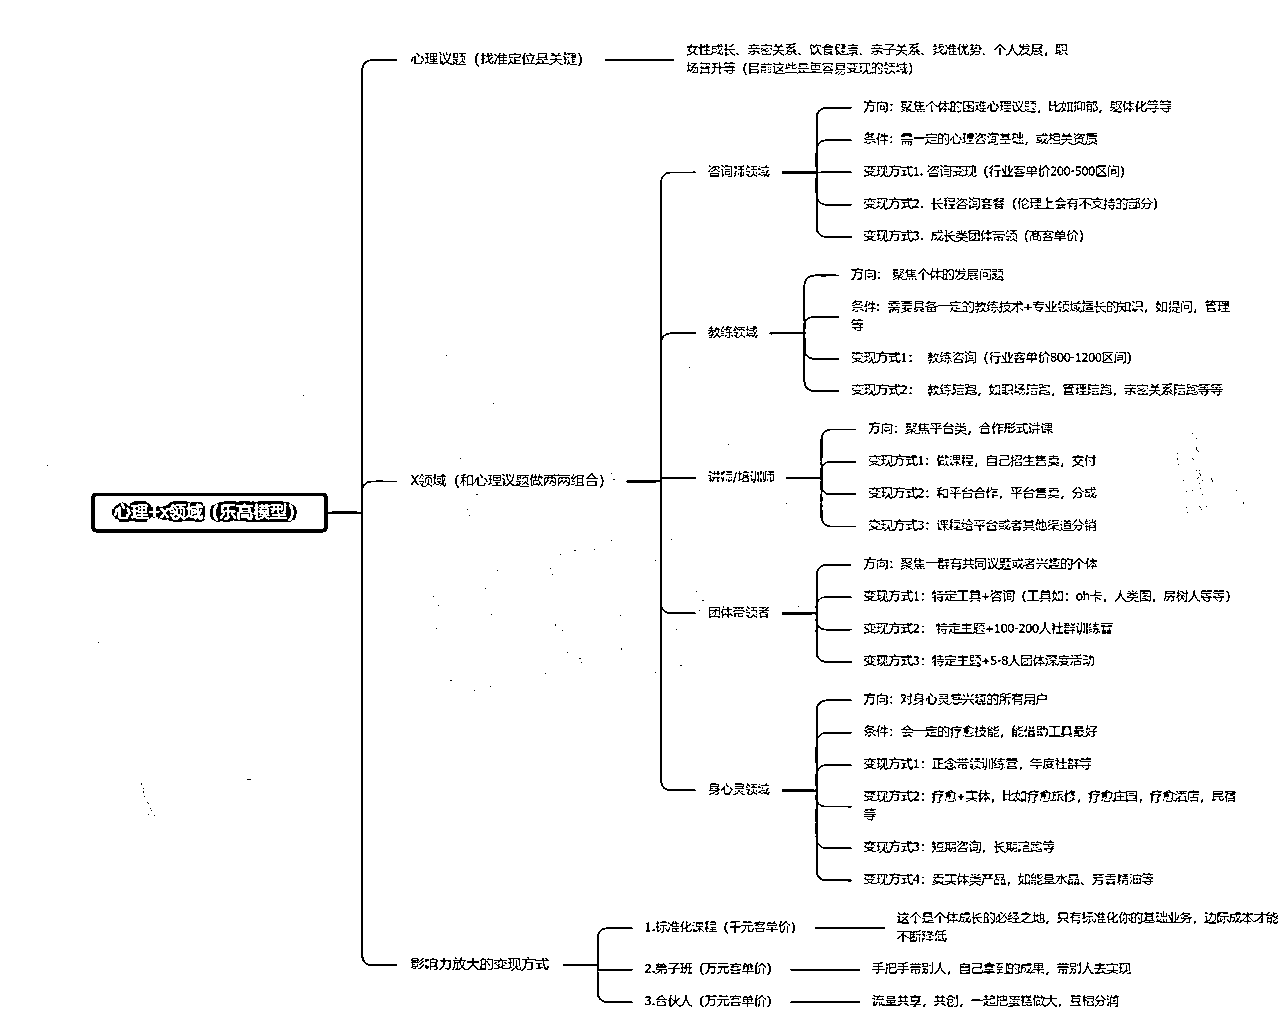 心理议题（找准定位是关键）
女性成长、亲密关系、饮食健康、亲子关系、找准优势、个人发展，职
场晋升等（目前这些是更容易变现的领域）
心理+x领域（乐高模型）
X领域（和心理议题做两两组合）
咨询师领域
方向：聚焦个体的困难心理议题，比如抑郁，躯体化等等
条件：需一定的心理咨询基础，或相关资质
变现方式1. 咨询变现（行业客单价200-500区间）
变现方式2. 长程咨询套餐（伦理上会有不支持的部分）
变现方式3. 成长类团体带领（高客单价）
教练领域
方向： 聚焦个体的发展问题
条件：需要具备一定的教练技术+专业领域擅长的知识，如提问，管理
等
变现方式1： 教练咨询（行业客单价800-1200区间）
变现方式2： 教练陪跑，如职场陪跑，管理陪跑，亲密关系陪跑等等
讲师/培训师
方向：聚焦平台类，合作形式讲课
变现方式1：做课程，自己招生售卖，交付
变现方式2：和平台合作，平台售卖，分成
变现方式3：课程给平台或者其他渠道分销
团体带领者
方向：聚焦一群有共同议题或者兴趣的个体
变现方式1：特定工具+咨询（工具如：oh卡，人类图，房树人等等）
变现方式2： 特定主题+100-200人社群训练营
变现方式3：特定主题+5-8人团体深度活动
身心灵领域
方向：对身心灵感兴趣的所有用户
条件：会一定的疗愈技能，能借助工具最好
变现方式1：正念带领训练营，年度社群等
变现方式2：疗愈+实体，比如疗愈旅修，疗愈庄园，疗愈酒店，民宿
等
变现方式3：短期咨询，长期陪跑等
变现方式4：卖实体类产品，如能量水晶、芳香精油等
影响力放大的变现方式
1.标准化课程（千元客单价）
这个是个体成长的必经之地，只有标准化你的基础业务，边际成本才能
不断降低
2.弟子班（万元客单价）
手把手带别人，自己拿到的成果，带别人去实现
3.合伙人（万元客单价）
流量共享，共创，一起把蛋糕做大，互相分润